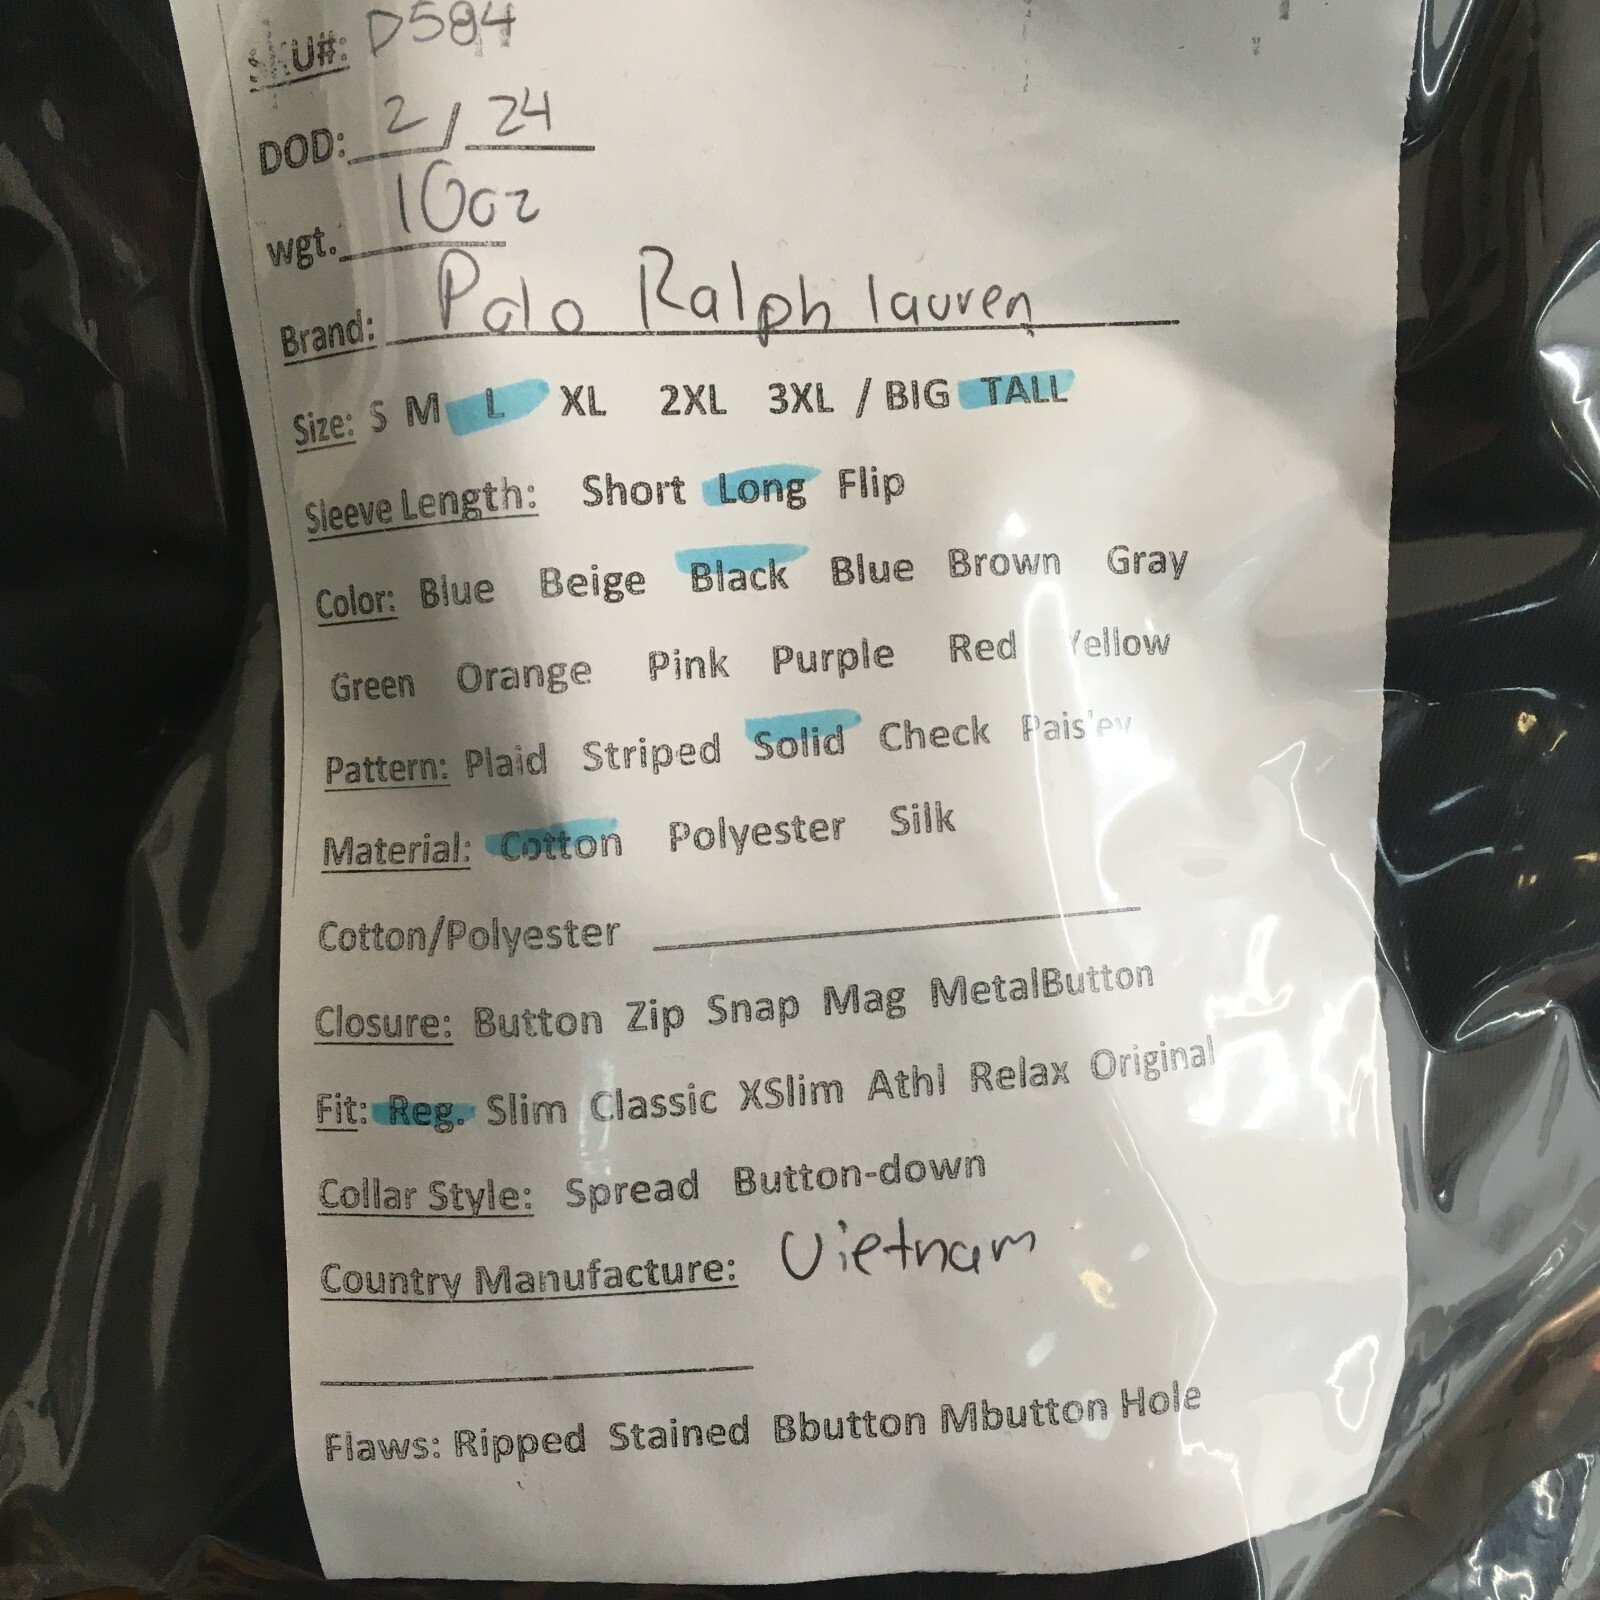 SKU#: D584
DOD: 2 / 24
wgt. 10oz
Brand: Polo Ralph lauren
Size: S M L XL 2XL 3XL / BIG TALL
Sleeve Length: Short Long Flip
Color: Blue Beige Black Blue Brown Gray
Green Orange Pink Purple Red Yellow
Pattern: Plaid Striped Solid Check Paisley
Material: Cotton Polyester Silk
Cotton/Polyester
Closure: Button Zip Snap Mag MetalButton
Fit: Reg. Slim Classic XSlim Athl Relax Original
Collar Style: Spread Button-down
Country Manufacture: Vietnam
Flaws: Ripped Stained Bbutton Mbutton Hole